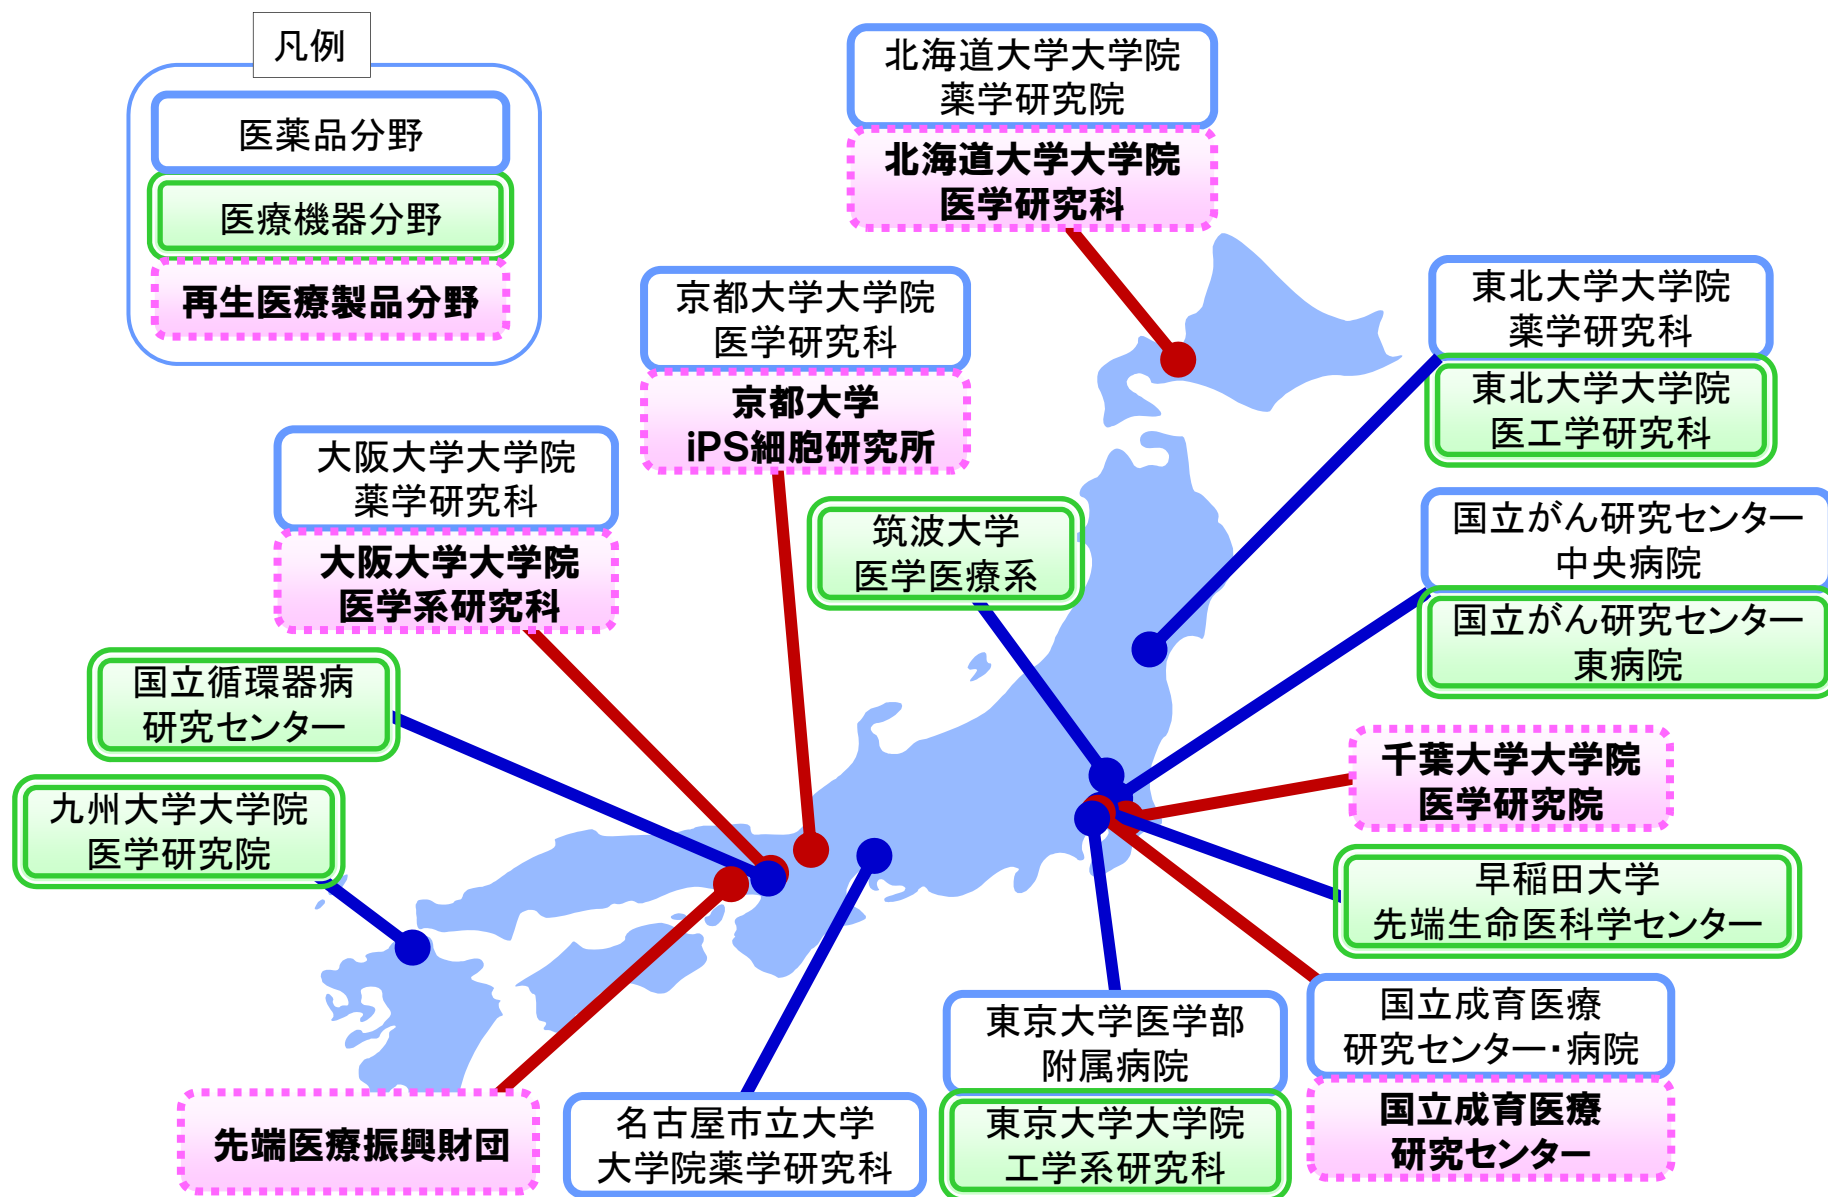 凡例
医薬品分野
医療機器分野
再生医療製品分野
北海道大学大学院
薬学研究院
北海道大学大学院
医学研究科
京都大学大学院
医学研究科
京都大学
iPS細胞研究所
東北大学大学院
薬学研究科
東北大学大学院
医工学研究科
大阪大学大学院
薬学研究科
大阪大学大学院
医学系研究科
筑波大学
医学医療系
国立がん研究センター
中央病院
国立がん研究センター
東病院
国立循環器病
研究センター
千葉大学大学院
医学研究院
九州大学大学院
医学研究院
早稲田大学
先端生命医科学センター
先端医療振興財団
名古屋市立大学
大学院薬学研究科
東京大学医学部
附属病院
東京大学大学院
工学系研究科
国立成育医療
研究センター・病院
国立成育医療
研究センター